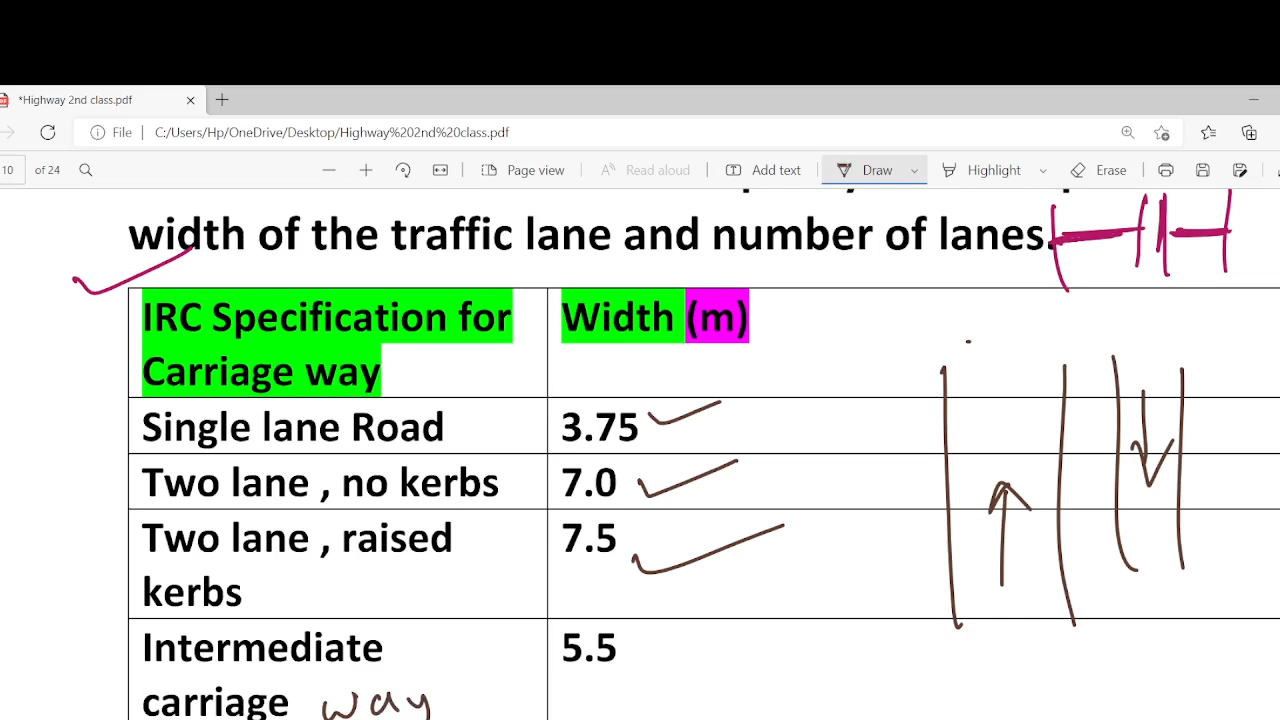 *Highway 2nd class.pdf
File C:/Users/Hp/OneDrive/Desktop/Highway%202nd%20class.pdf
10 of 24 Page view Read aloud Add text Draw Highlight Erase
width of the traffic lane and number of lanes.
IRC Specification for Carriage way
Width (m)
Single lane Road 3.75
Two lane , no kerbs 7.0
Two lane , raised kerbs
7.5
Intermediate carriage way
5.5